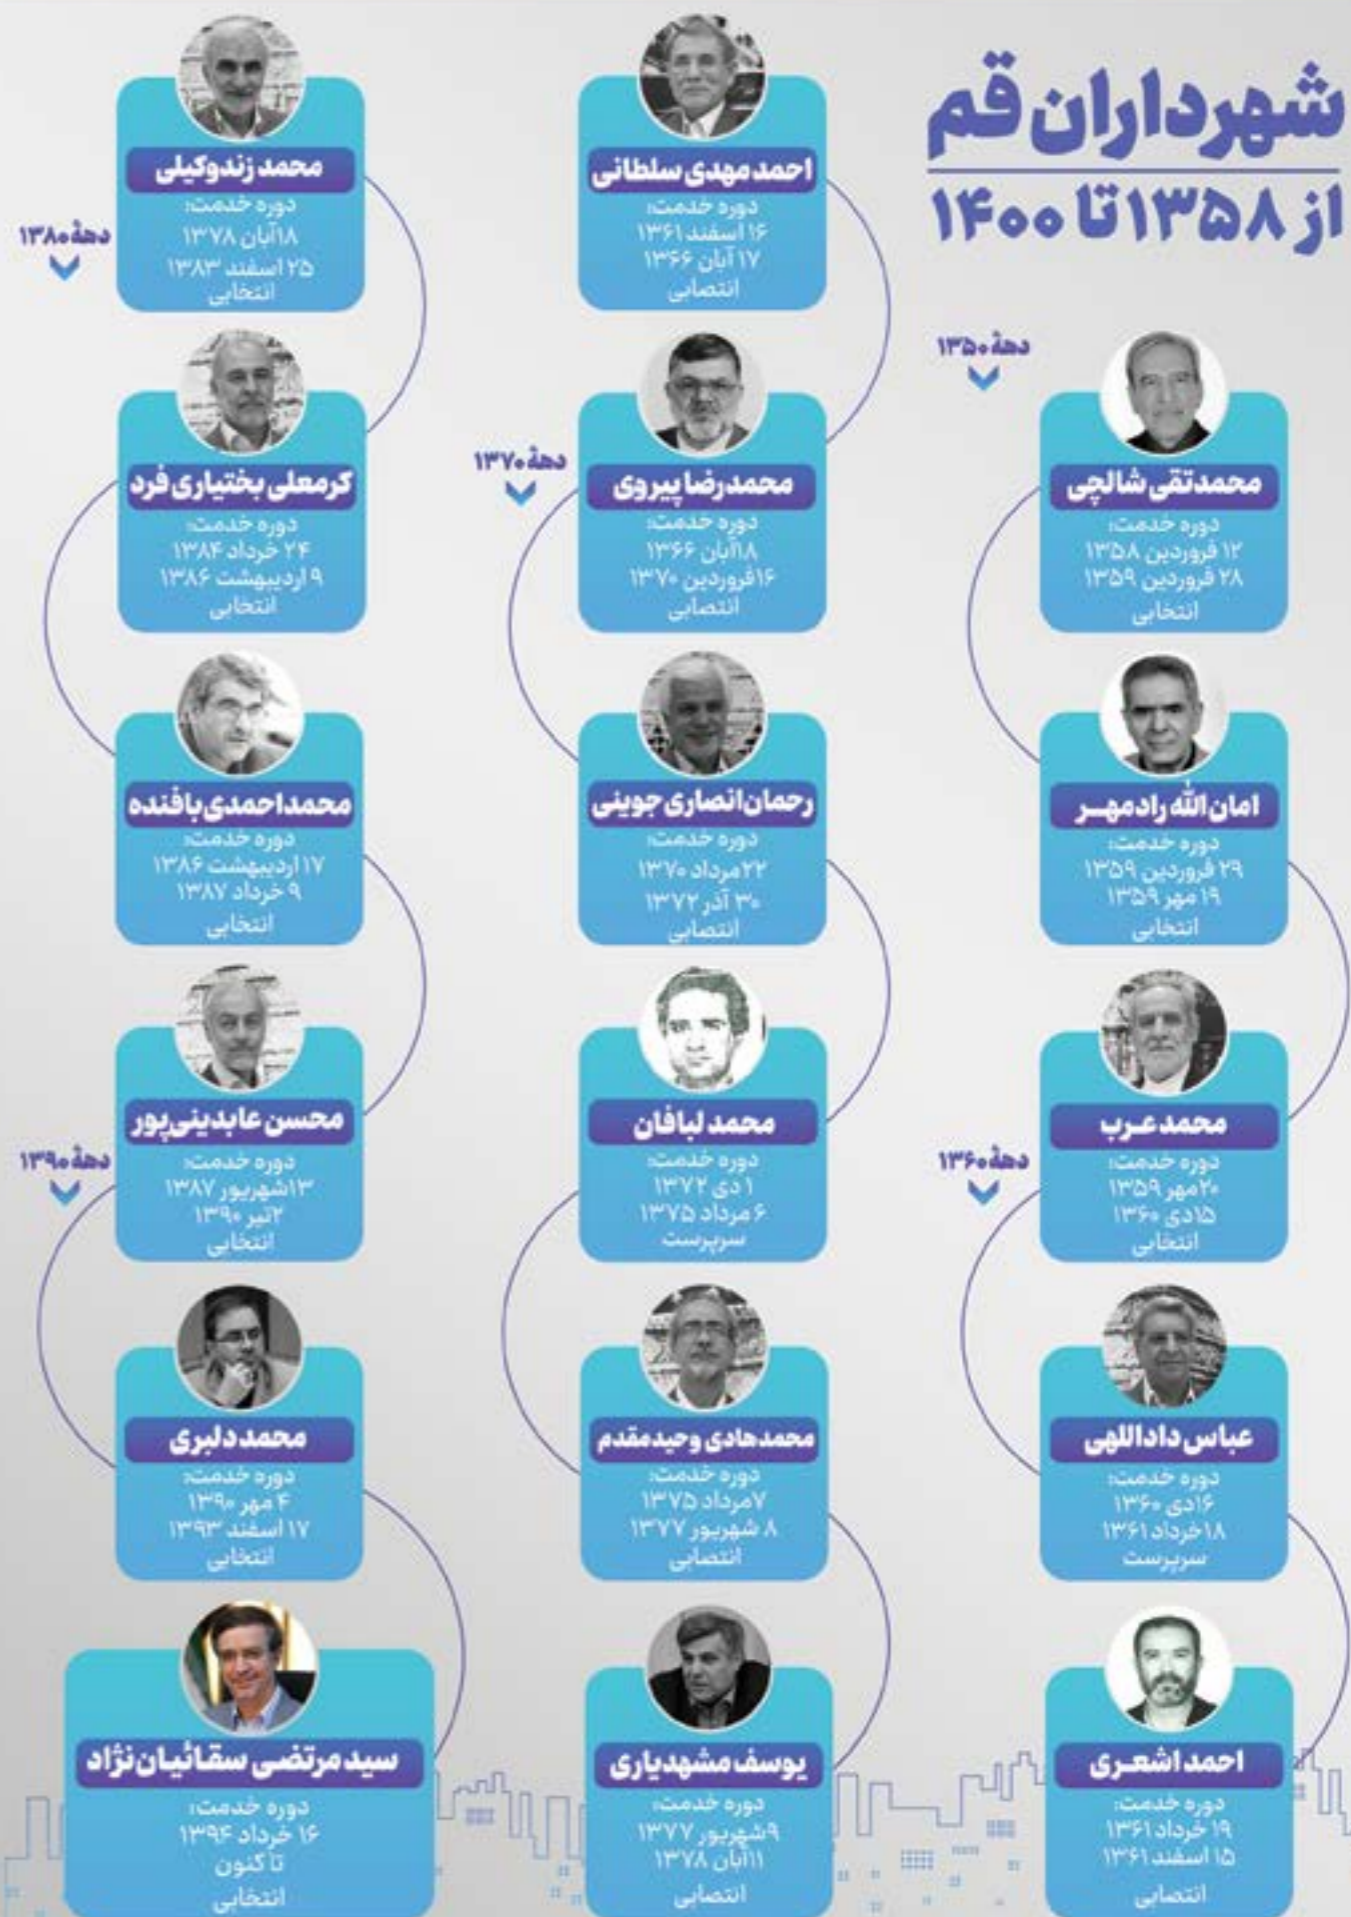 شهرداران قم
از ۱۳۵۸ تا ۱۴۰۰
دههٔ ۱۳۵۰
محمدتقی شالچی
دوره خدمت:
۱۲ فروردین ۱۳۵۸
۲۸ فروردین ۱۳۵۹
انتخابی
امان‌الله رادمهر
دوره خدمت:
۲۹ فروردین ۱۳۵۹
۱۹ مهر ۱۳۵۹
انتخابی
محمد عرب
دههٔ ۱۳۶۰
دوره خدمت:
۲۰ مهر ۱۳۵۹
۱۵ دی ۱۳۶۰
انتخابی
عباس داداللهی
دوره خدمت:
۱۶ دی ۱۳۶۰
۱۸ خرداد ۱۳۶۱
سرپرست
احمد اشعری
دوره خدمت:
۱۹ خرداد ۱۳۶۱
۱۵ اسفند ۱۳۶۱
انتصابی
احمد مهدی سلطانی
دوره خدمت:
۱۶ اسفند ۱۳۶۱
۱۷ آبان ۱۳۶۶
انتصابی
دههٔ ۱۳۷۰
محمدرضا پیروی
دوره خدمت:
۱۸ آبان ۱۳۶۶
۱۶ فروردین ۱۳۷۰
انتصابی
رحمان انصاری جوینی
دوره خدمت:
۲۲ مرداد ۱۳۷۰
۳۰ آذر ۱۳۷۲
انتصابی
محمد لبافان
دوره خدمت:
۱ دی ۱۳۷۲
۶ مرداد ۱۳۷۵
سرپرست
محمدهادی وحیدمقدم
دوره خدمت:
۷ مرداد ۱۳۷۵
۸ شهریور ۱۳۷۷
انتصابی
یوسف مشهدیاری
دوره خدمت:
۹ شهریور ۱۳۷۷
۱۱ آبان ۱۳۷۸
انتصابی
محمد زندوکیلی
دوره خدمت:
۱۸ آبان ۱۳۷۸
۲۵ اسفند ۱۳۸۳
انتخابی
دههٔ ۱۳۸۰
کرمعلی بختیاری فرد
دوره خدمت:
۲۴ خرداد ۱۳۸۴
۹ اردیبهشت ۱۳۸۶
انتخابی
محمد احمدی بافنده
دوره خدمت:
۱۷ اردیبهشت ۱۳۸۶
۹ خرداد ۱۳۸۷
انتخابی
محسن عابدینی‌پور
دوره خدمت:
۱۳ شهریور ۱۳۸۷
۲ تیر ۱۳۹۰
انتخابی
دههٔ ۱۳۹۰
محمد دلبری
دوره خدمت:
۴ مهر ۱۳۹۰
۱۷ اسفند ۱۳۹۳
انتخابی
سید مرتضی سقائیان‌نژاد
دوره خدمت:
۱۶ خرداد ۱۳۹۴
تاکنون
انتخابی